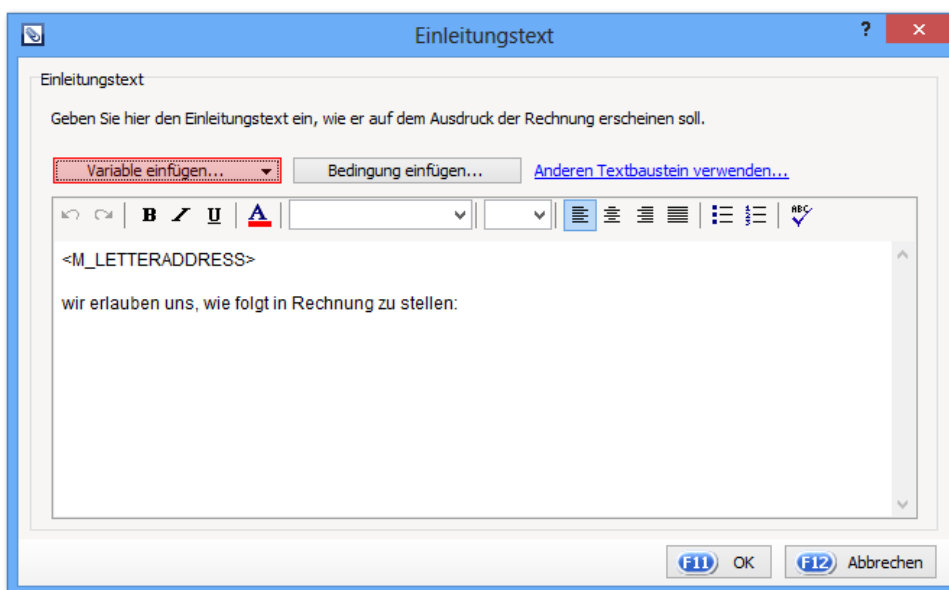 Einleitungstext
?
Einleitungstext
Geben Sie hier den Einleitungstext ein, wie er auf dem Ausdruck der Rechnung erscheinen soll.
Variable einfügen... Bedingung einfügen... Anderen Textbaustein verwenden...
B I U A ABC
<M_LETTERADDRESS>
wir erlauben uns, wie folgt in Rechnung zu stellen:
F11 OK F12 Abbrechen